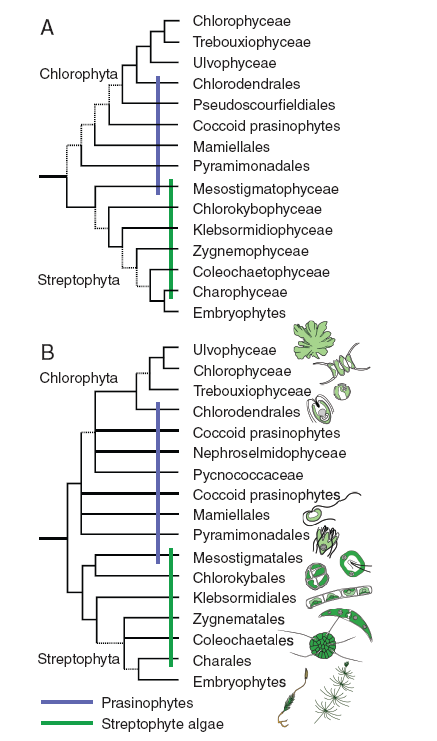 A
Chlorophyceae
Trebouxiophyceae
Ulvophyceae
Chlorophyta
Chlorodendrales
Pseudoscourfieldiales
Coccoid prasinophytes
Mamiellales
Pyramimonadales
Mesostigmatophyceae
Chlorokybophyceae
Klebsormidiophyceae
Zygnemophyceae
Coleochaetophyceae
Streptophyta
Charophyceae
Embryophytes
B
Ulvophyceae
Chlorophyceae
Chlorophyta
Trebouxiophyceae
Chlorodendrales
Coccoid prasinophytes
Nephroselmidophyceae
Pycnococcaceae
Coccoid prasinophytes
Mamiellales
Pyramimonadales
Mesostigmatales
Chlorokybales
Klebsormidiales
Zygnematales
Coleochaetales
Streptophyta
Charales
Embryophytes
Prasinophytes
Streptophyte algae